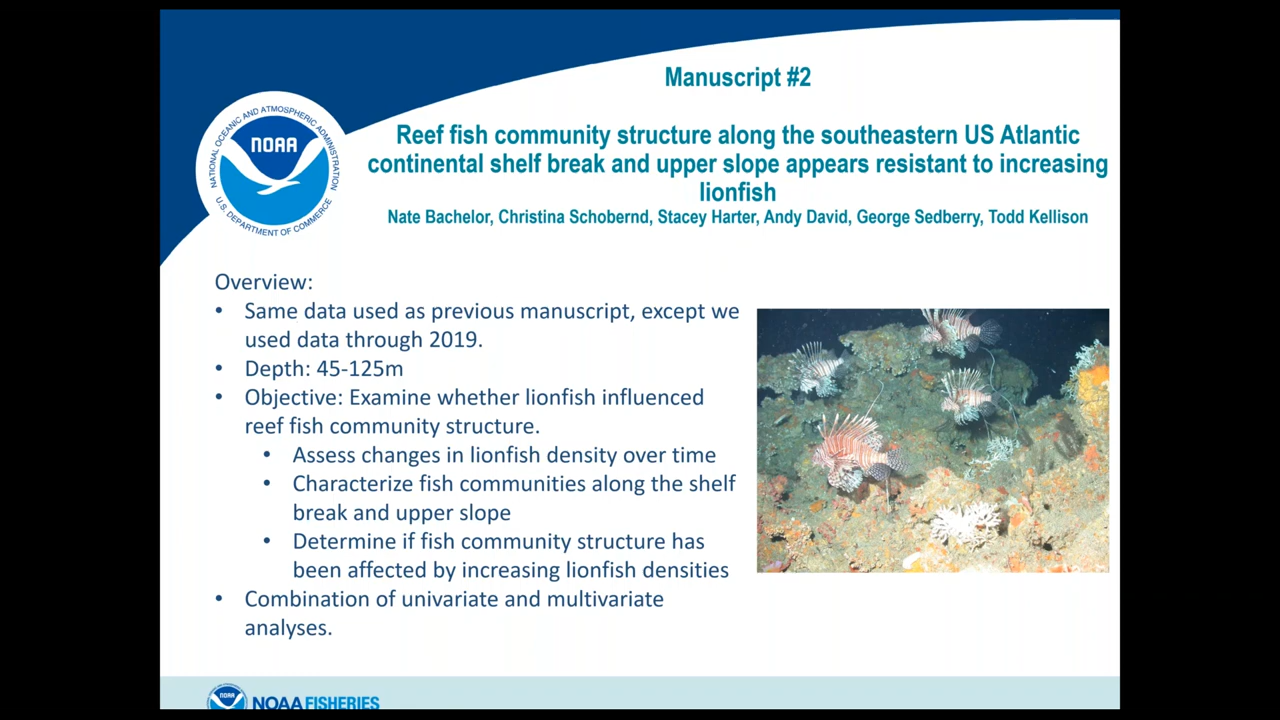 Manuscript #2
Reef fish community structure along the southeastern US Atlantic
continental shelf break and upper slope appears resistant to increasing
lionfish
Nate Bachelor, Christina Schobernd, Stacey Harter, Andy David, George Sedberry, Todd Kellison
NATIONAL OCEANIC AND ATMOSPHERIC ADMINISTRATION
NOAA
U.S. DEPARTMENT OF COMMERCE
Overview:
• Same data used as previous manuscript, except we
used data through 2019.
• Depth: 45-125m
• Objective: Examine whether lionfish influenced
reef fish community structure.
• Assess changes in lionfish density over time
• Characterize fish communities along the shelf
break and upper slope
• Determine if fish community structure has
been affected by increasing lionfish densities
• Combination of univariate and multivariate
analyses.
NOAA
NOAA FISHERIES